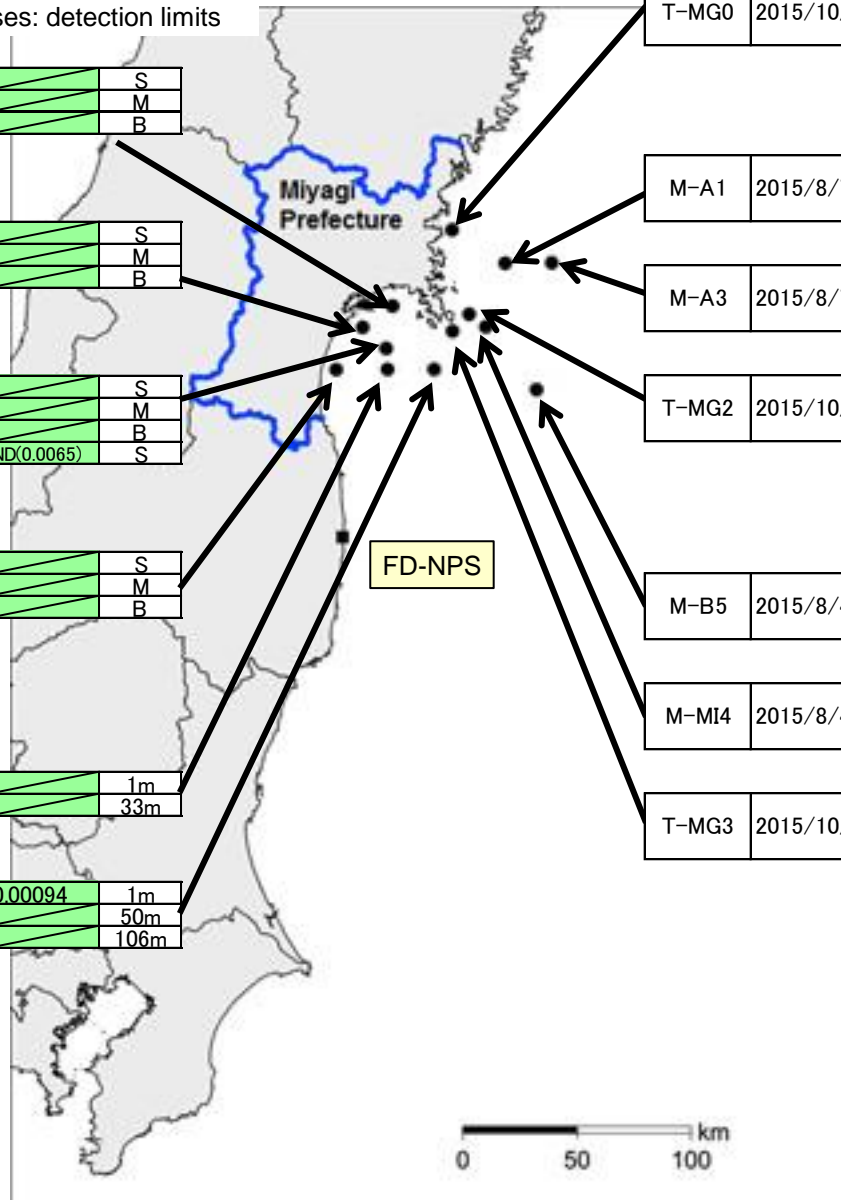 ses: detection limits
S
M
B
S
M
B
S
M
B
ND(0.0065) S
S
M
B
1m
33m
0.00094 1m
50m
106m
Miyagi
Prefecture
FD-NPS
T-MG0 2015/10/
M-A1 2015/8/
M-A3 2015/8/
T-MG2 2015/10/
M-B5 2015/8/4
M-MI4 2015/8/4
T-MG3 2015/10/
km
0 50 100